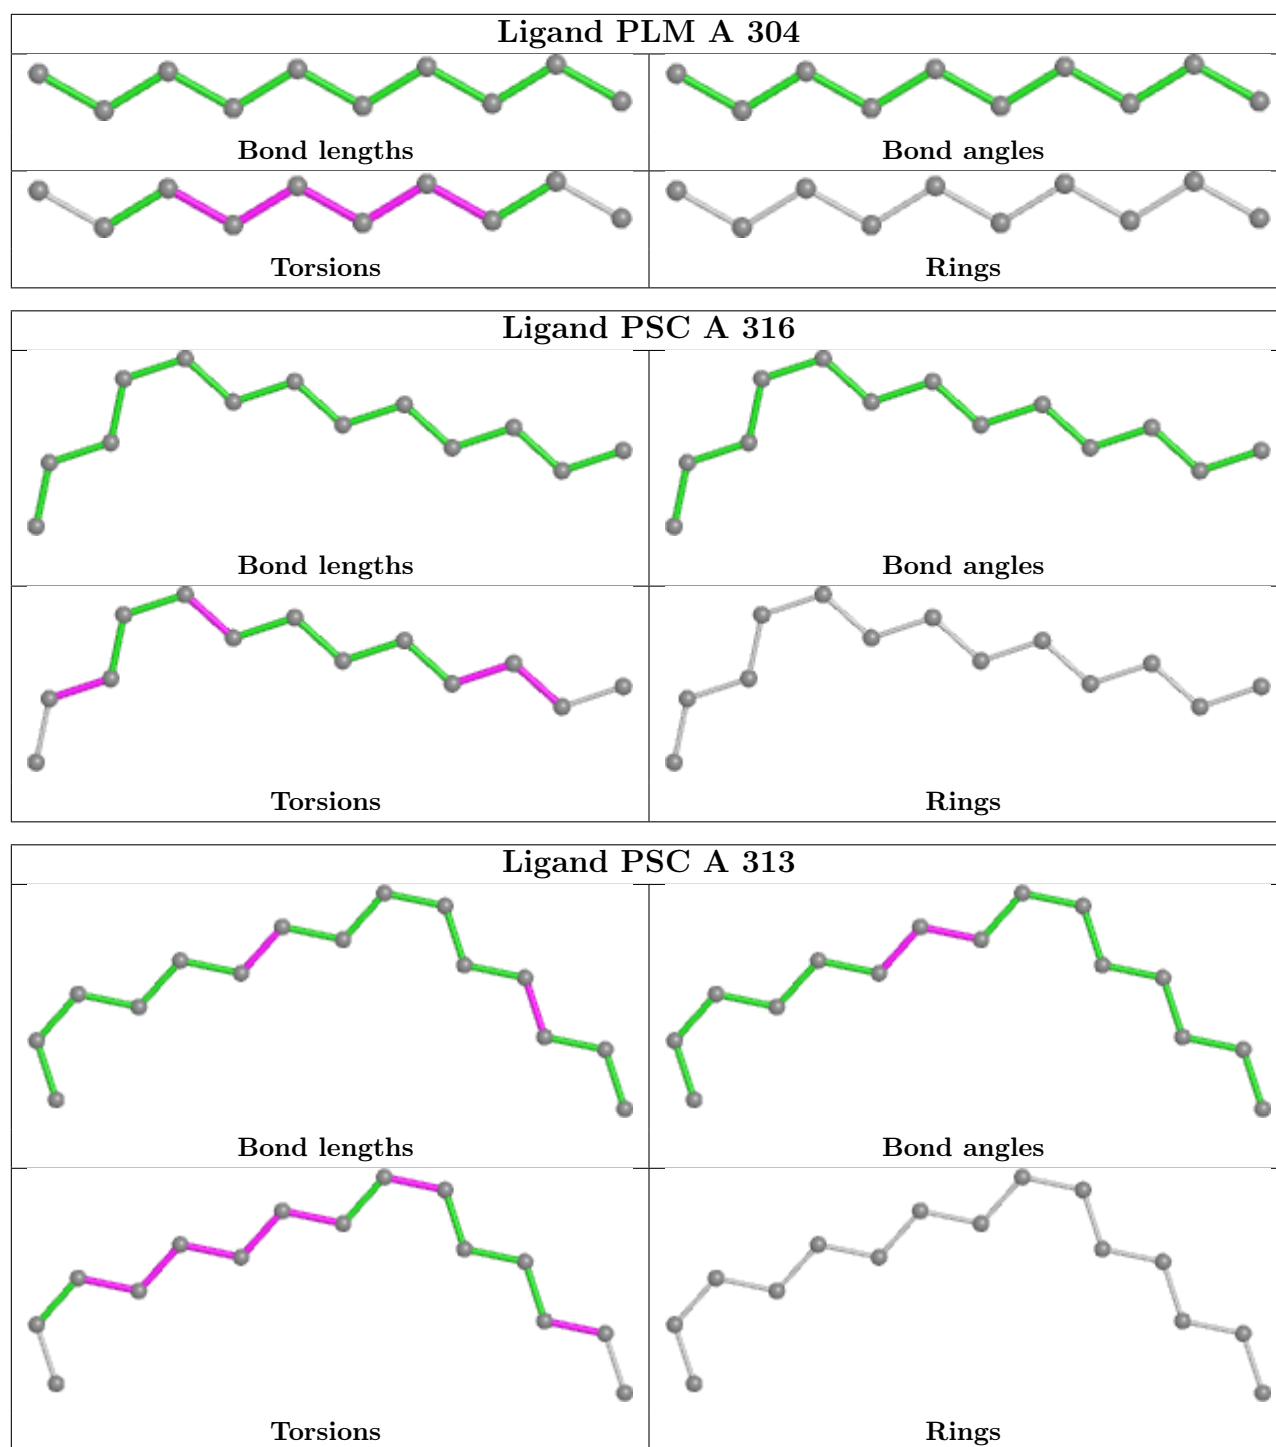 Ligand PLM A 304
Bond lengths
Bond angles
Torsions
Rings
Ligand PSC A 316
Bond lengths
Bond angles
Torsions
Rings
Ligand PSC A 313
Bond lengths
Bond angles
Torsions
Rings